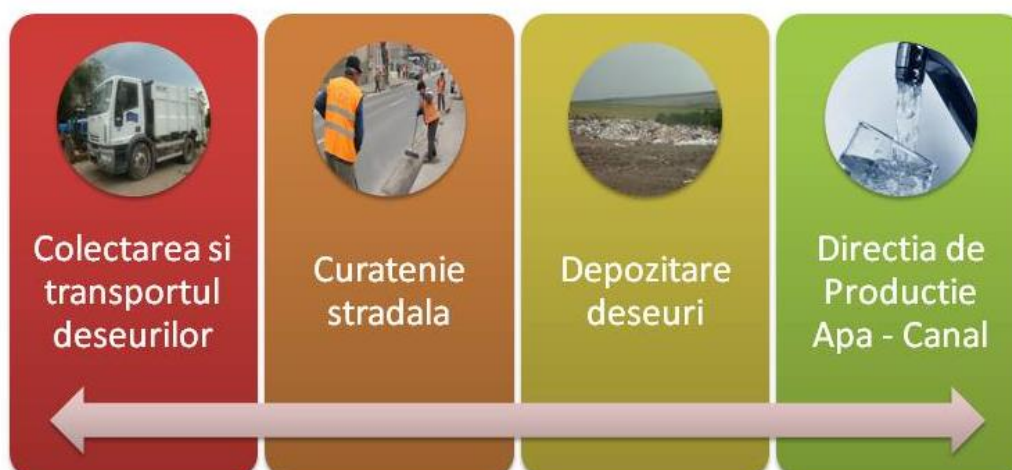 Colectarea si
transportul
deseurilor
Curatenie
stradala
Depozitare
deseuri
Directia de
Productie
Apa - Canal